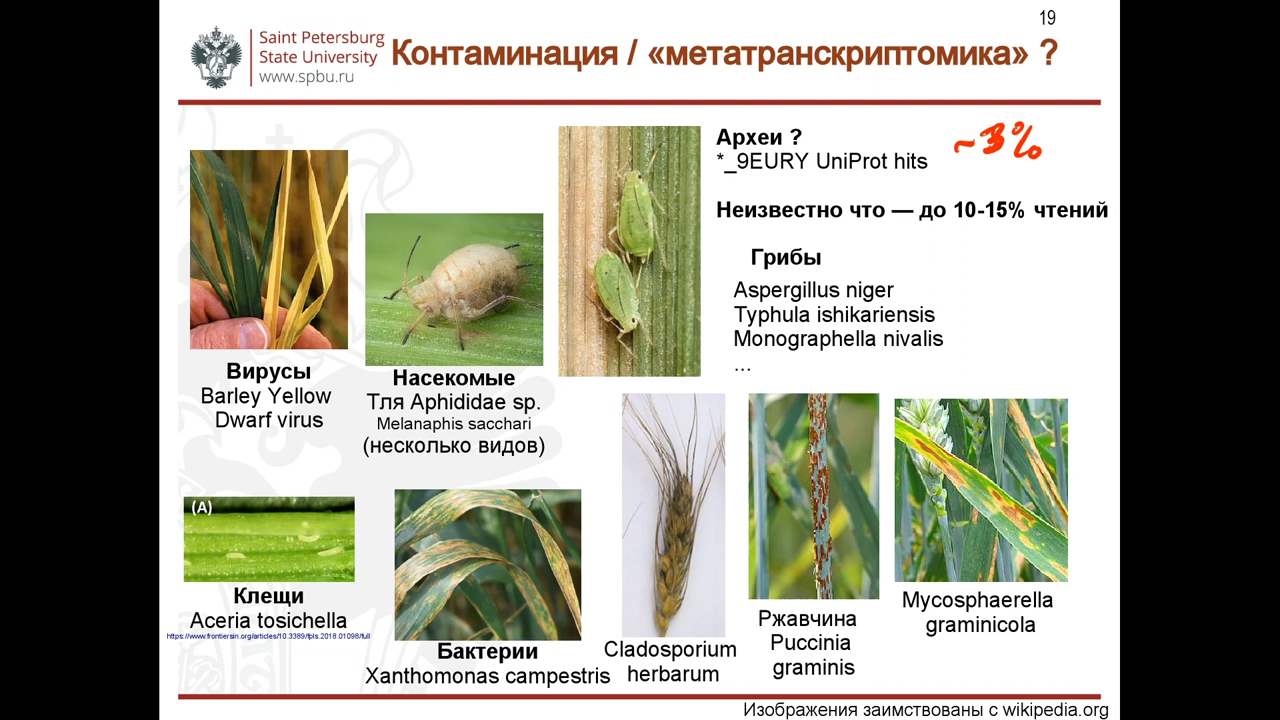 19
Saint Petersburg
State University
www.spbu.ru
Контаминация / «метатранскриптомика» ?
Археи ?
*_9EURY UniProt hits
~3%
Неизвестно что — до 10-15% чтений
Грибы
Aspergillus niger
Typhula ishikariensis
Monographella nivalis
...
Вирусы
Barley Yellow
Dwarf virus
Насекомые
Тля Aphididae sp.
Melanaphis sacchari
(несколько видов)
(A)
Клещи
Aceria tosichella
https://www.frontiersin.org/articles/10.3389/fpls.2018.01098/full
Бактерии
Xanthomonas campestris
Cladosporium
herbarum
Ржавчина
Puccinia
graminis
Mycosphaerella
graminicola
Изображения заимствованы с wikipedia.org